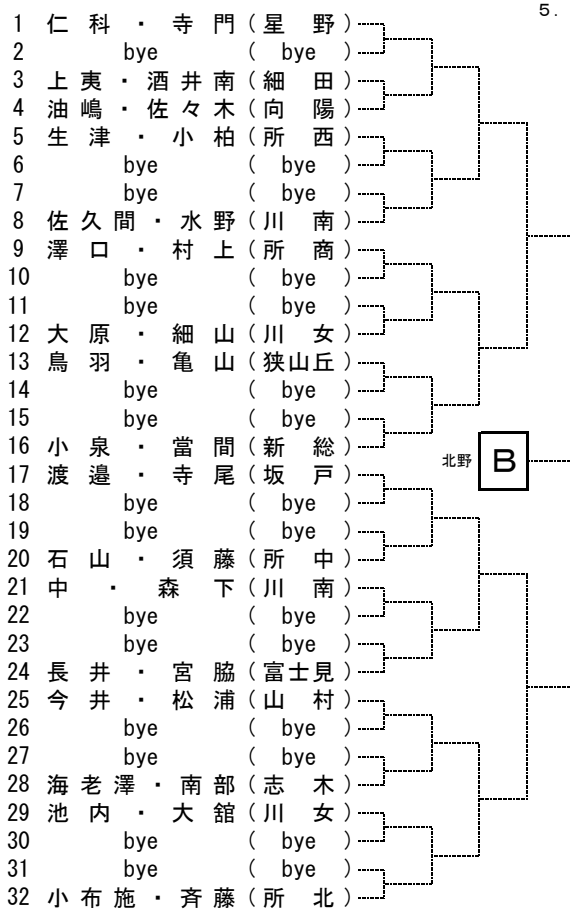 5.
1 仁科・寺門(星野)
2 bye ( bye )
3 上夷・酒井南(細田)
4 油嶋・佐々木(向陽)
5 生津・小柏(所西)
6 bye ( bye )
7 bye ( bye )
8 佐久間・水野(川南)
9 澤口・村上(所商)
10 bye ( bye )
11 bye ( bye )
12 大原・細山(川女)
13 鳥羽・亀山(狭山丘)
14 bye ( bye )
15 bye ( bye )
16 小泉・當間(新総)
北野 B
17 渡邉・寺尾(坂戸)
18 bye ( bye )
19 bye ( bye )
20 石山・須藤(所中)
21 中・森下(川南)
22 bye ( bye )
23 bye ( bye )
24 長井・宮脇(富士見)
25 今井・松浦(山村)
26 bye ( bye )
27 bye ( bye )
28 海老澤・南部(志木)
29 池内・大舘(川女)
30 bye ( bye )
31 bye ( bye )
32 小布施・斉藤(所北)